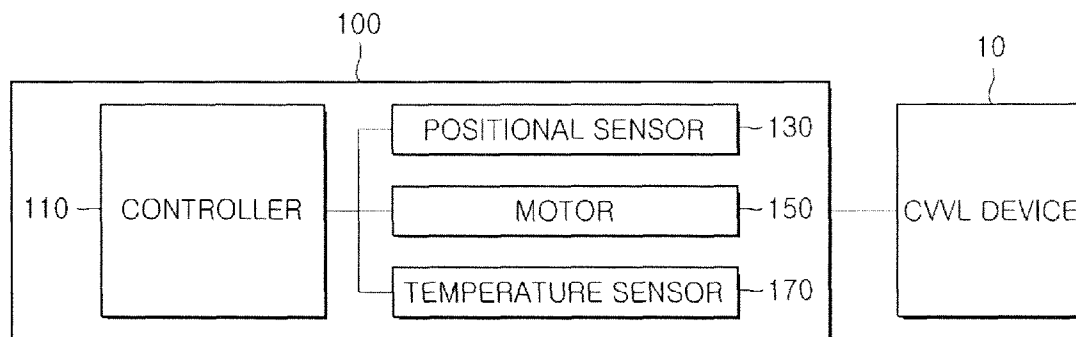 100
10
POSITIONAL SENSOR 130
110 CONTROLLER MOTOR 150 CVVL DEVICE
TEMPERATURE SENSOR 170